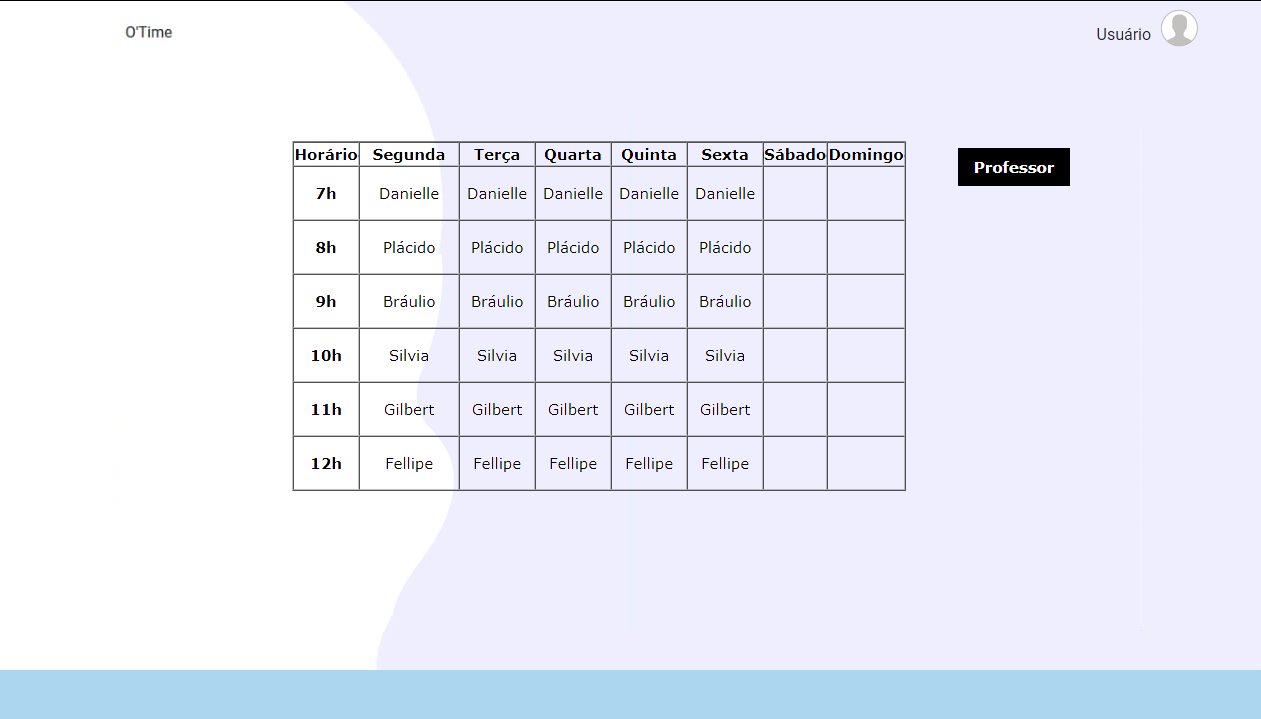 O'Time
Usuário
Horário Segunda Terça Quarta Quinta Sexta Sábado Domingo
Professor
7h Danielle Danielle Danielle Danielle Danielle
8h Plácido Plácido Plácido Plácido Plácido
9h Bráulio Bráulio Bráulio Bráulio Bráulio
10h Silvia Silvia Silvia Silvia Silvia
11h Gilbert Gilbert Gilbert Gilbert Gilbert
12h Fellipe Fellipe Fellipe Fellipe Fellipe